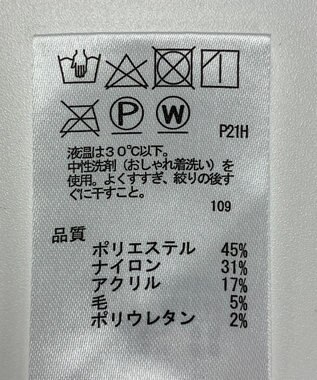 P
W
P21H
液温は30℃以下。
中性洗剤(おしゃれ着洗い)を
使用。よくすすぎ、絞りの後す
ぐに干すこと。
109
品質
ポリエステル 45%
ナイロン 31%
アクリル 17%
毛 5%
ポリウレタン 2%